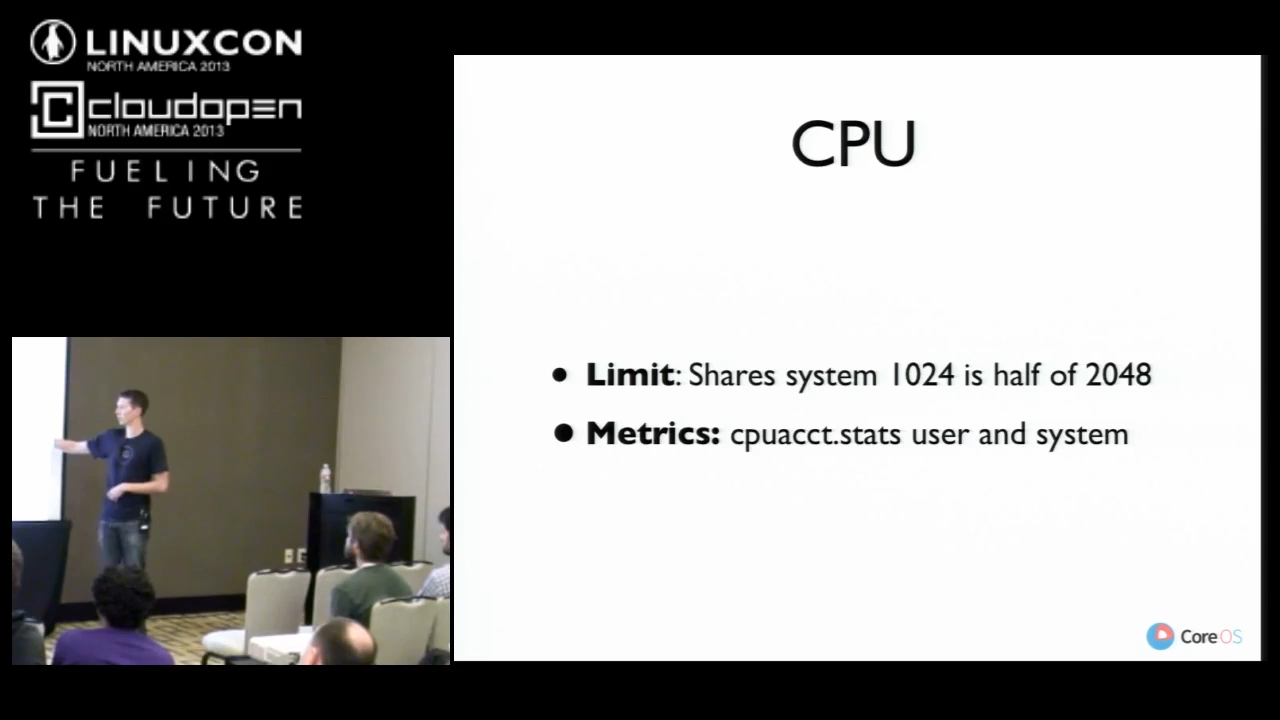 LINUXCON
NORTH AMERICA 2013
cloudopen
NORTH AMERICA 2013
FUELING
THE FUTURE
CPU
• Limit: Shares system 1024 is half of 2048
• Metrics: cpuacct.stats user and system
CoreOS